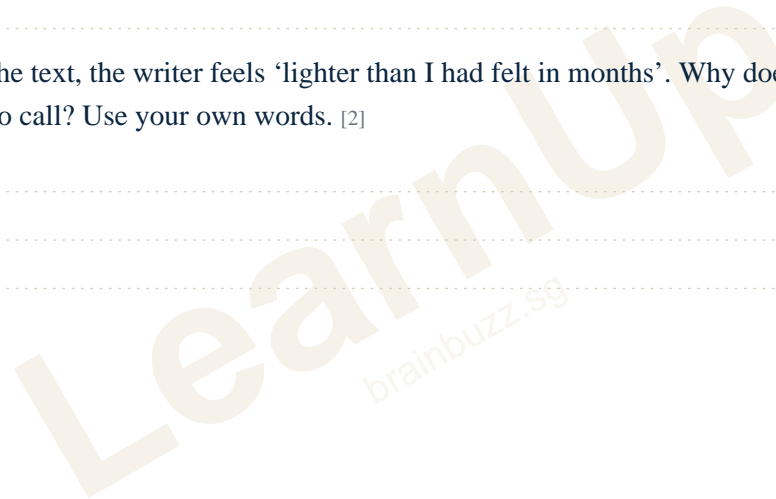 he text, the writer feels ‘lighter than I had felt in months’. Why doe
o call? Use your own words. [2]
LearnUp
brainbuzz.sg